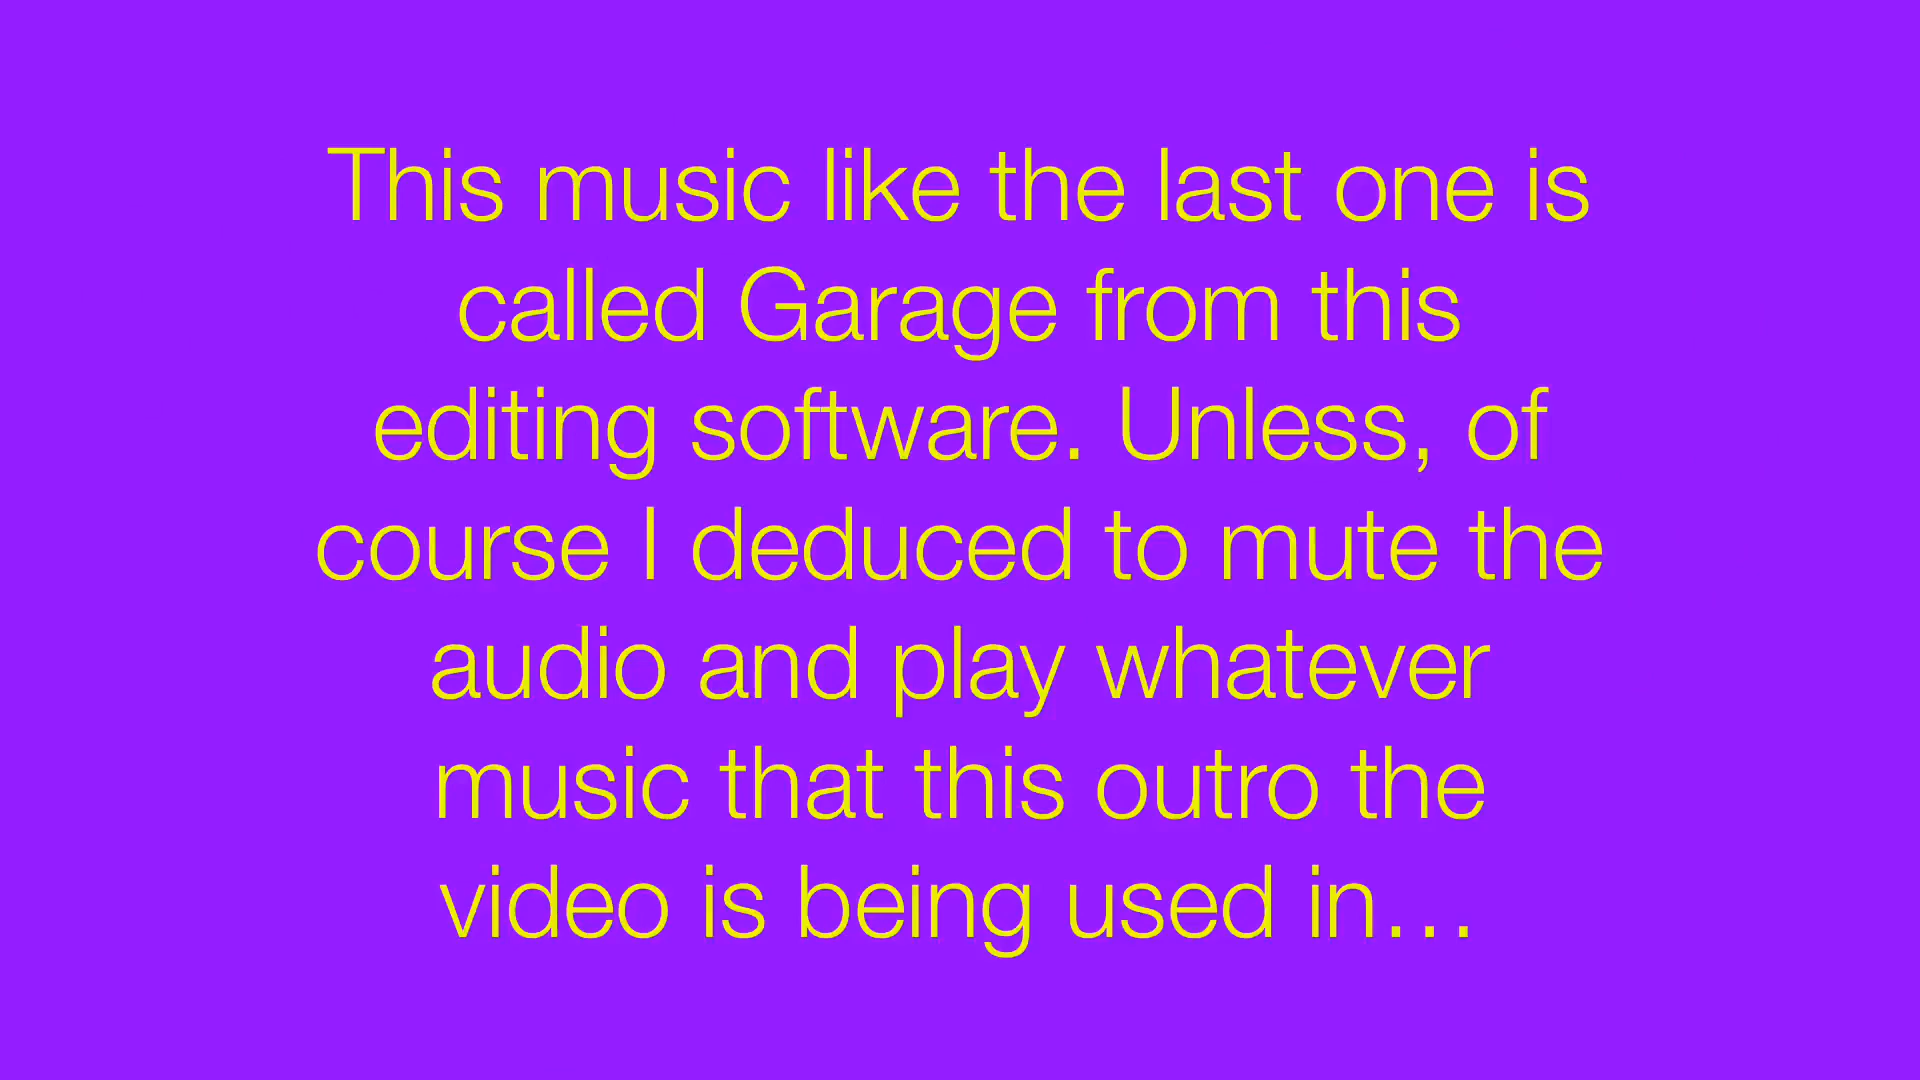 This music like the last one is
called Garage from this
editing software. Unless, of
course I deduced to mute the
audio and play whatever
music that this outro the
video is being used in...